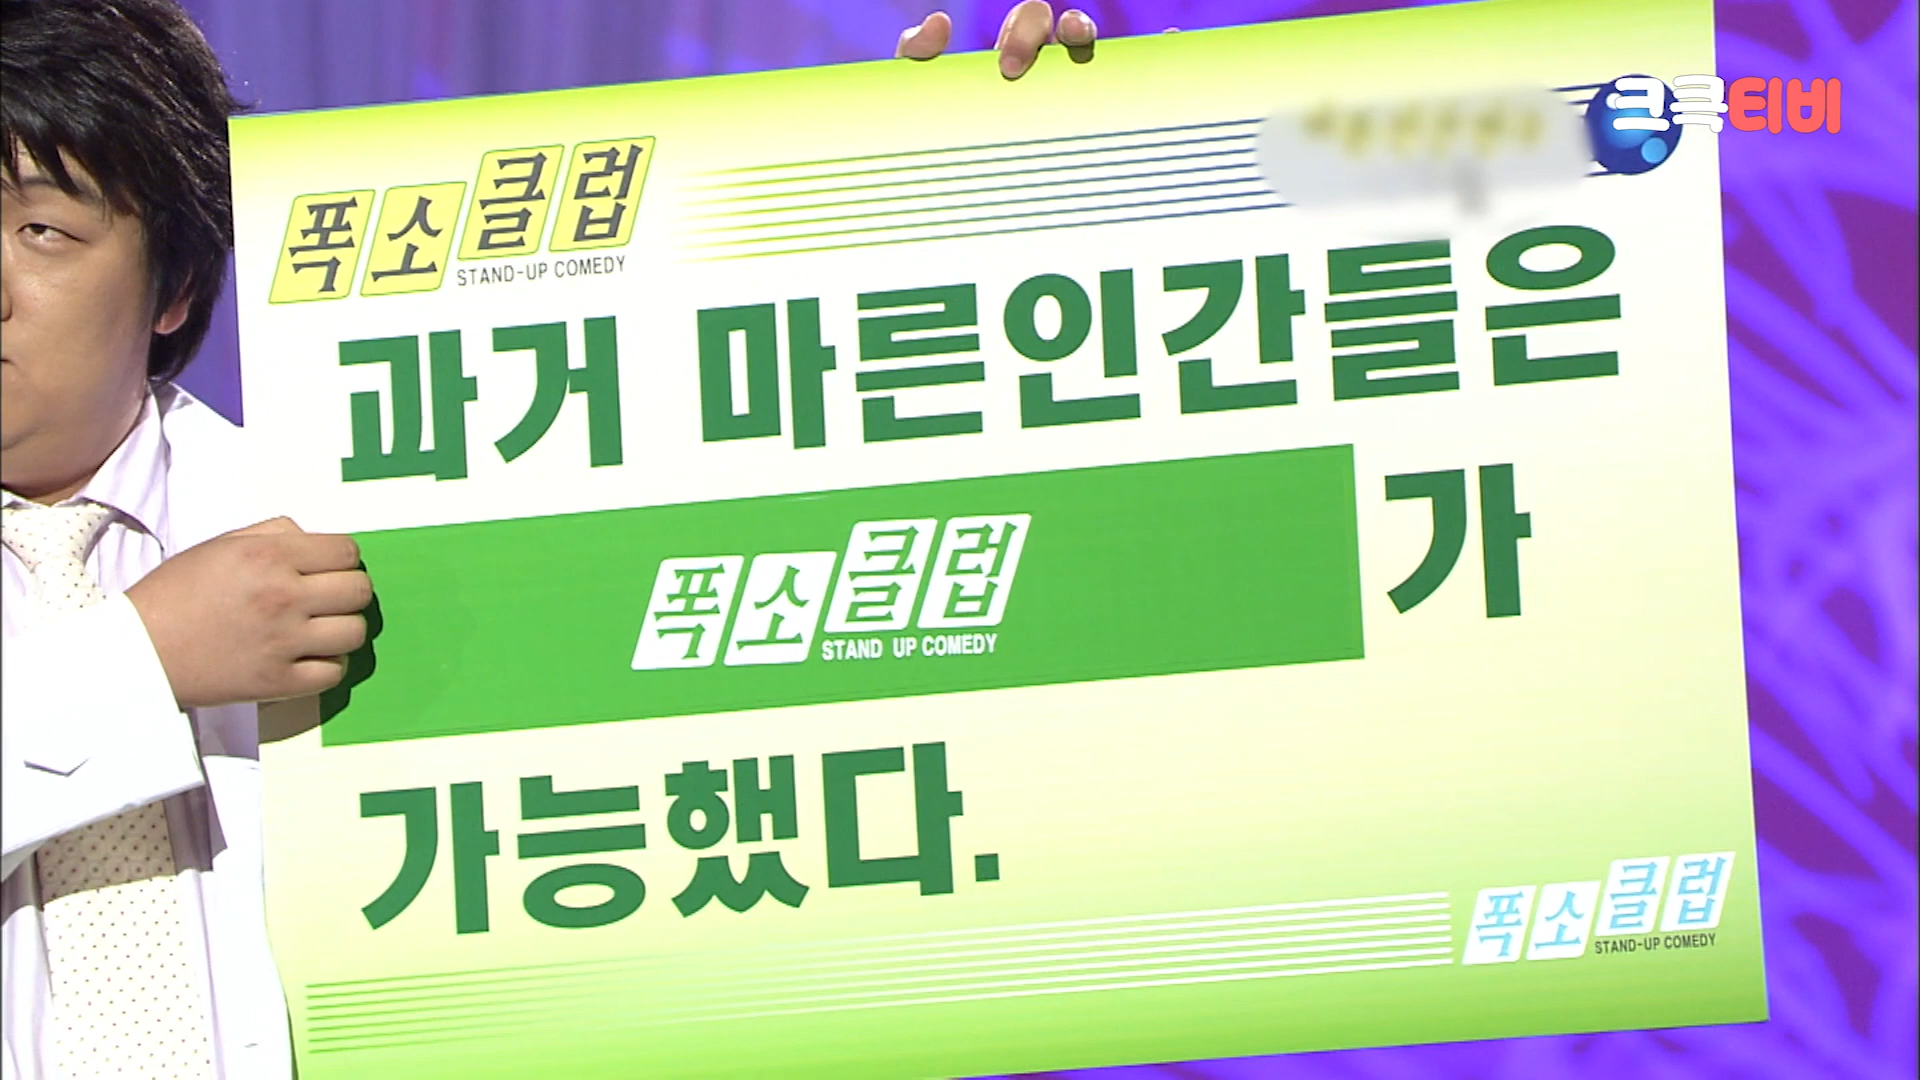 크큭티비
폭소클럽
STAND-UP COMEDY
과거 마른인간들은
폭소클럽
STAND UP COMEDY
가
가능했다.
폭소클럽
STAND-UP COMEDY